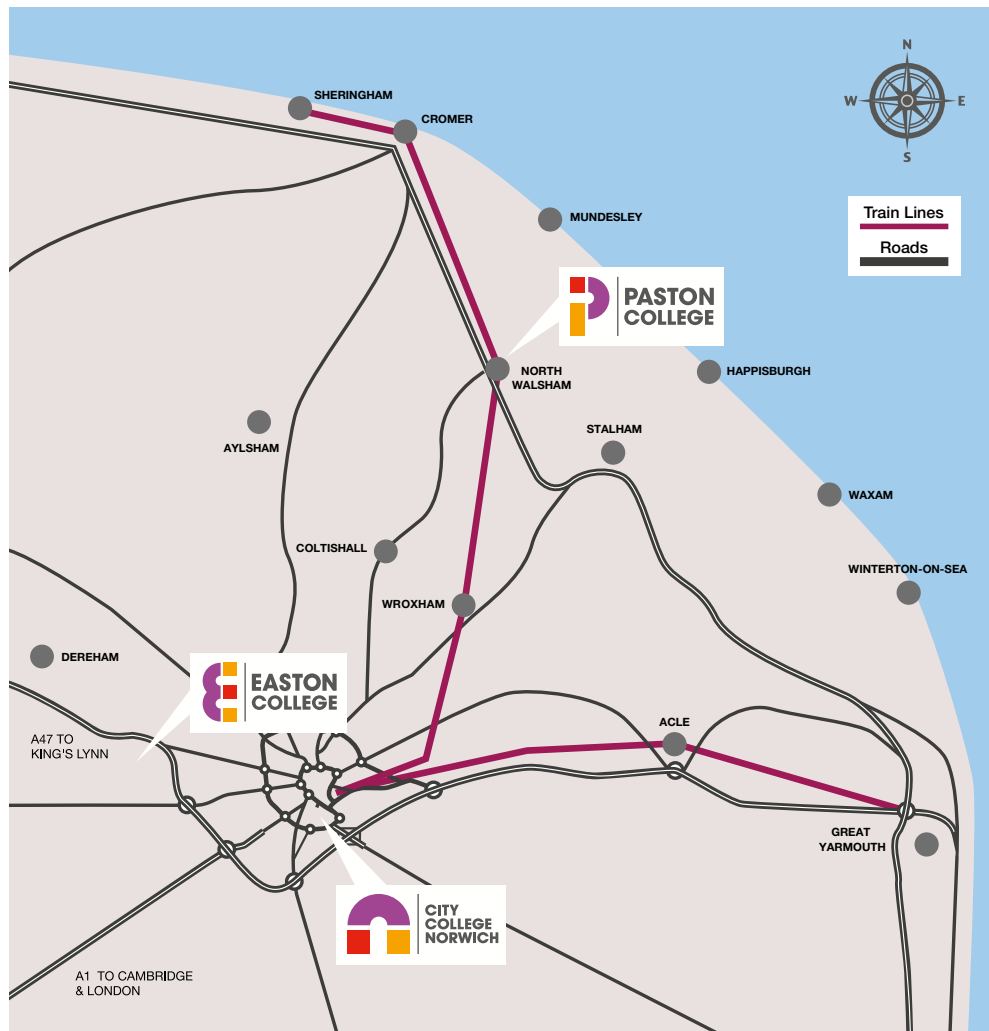 N
W
E
S
SHERINGHAM
CROMER
Train Lines
Roads
MUNDESLEY
PASTON
COLLEGE
NORTH
WALSHAM
HAPPISBURGH
AYLSHAM
STALHAM
WAXAM
COLTISHALL
WINTERTON-ON-SEA
WROXHAM
DEREHAM
EASTON
COLLEGE
A47 TO
KING'S LYNN
ACLE
GREAT
YARMOUTH
CITY
COLLEGE
NORWICH
A1 TO CAMBRIDGE
& LONDON